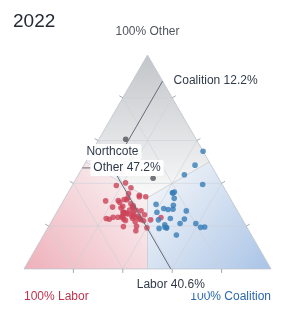 2022
100% Other
Coalition 12.2%
Northcote
Other 47.2%
Labor 40.6%
100% Labor
100% Coalition